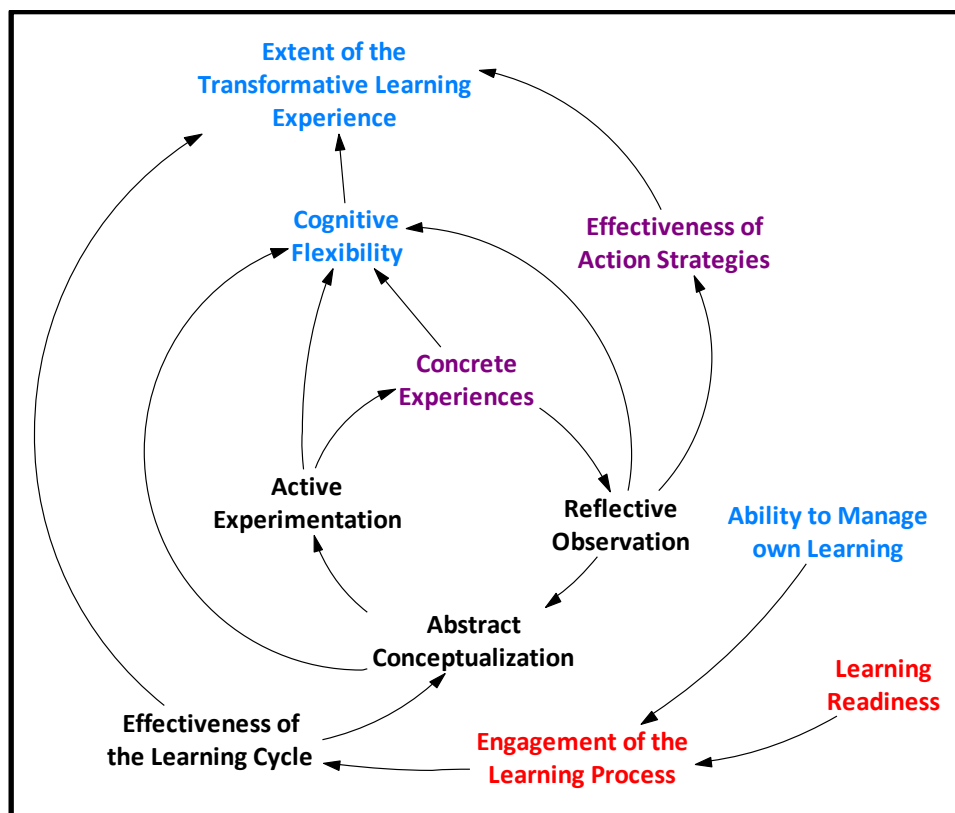 Extent of the
Transformative Learning
Experience
Cognitive
Flexibility
Effectiveness of
Action Strategies
Concrete
Experiences
Active
Experimentation
Reflective
Observation
Ability to Manage
own Learning
Abstract
Conceptualization
Learning
Readiness
Effectiveness of
the Learning Cycle
Engagement of the
Learning Process